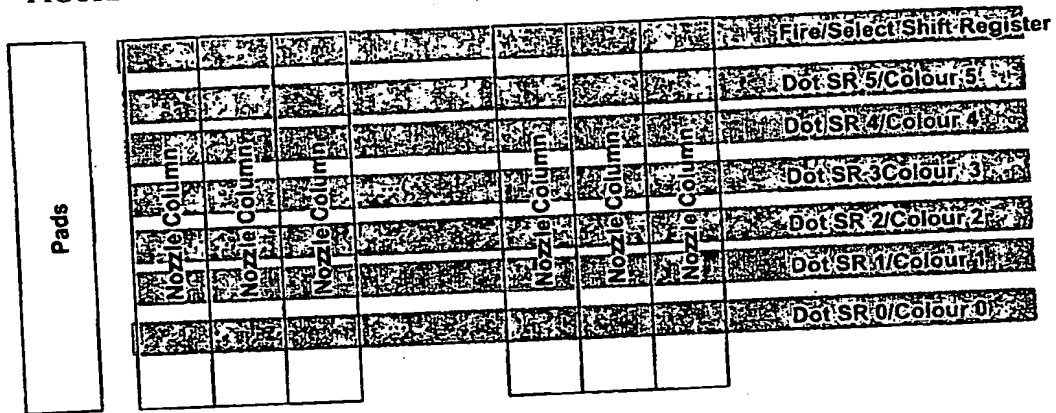 Fire/Select Shift Register
Dot SR 5/Colour 5
Dot SR 4/Colour 4
Dot SR 3Colour 3
Dot SR 2/Colour 2
Dot SR 1/Colour 1
Dot SR 0/Colour 0
Pads
Nozzle Column
Nozzle Column
Nozzle Column
Nozzle Column
Nozzle Column
Nozzle Column